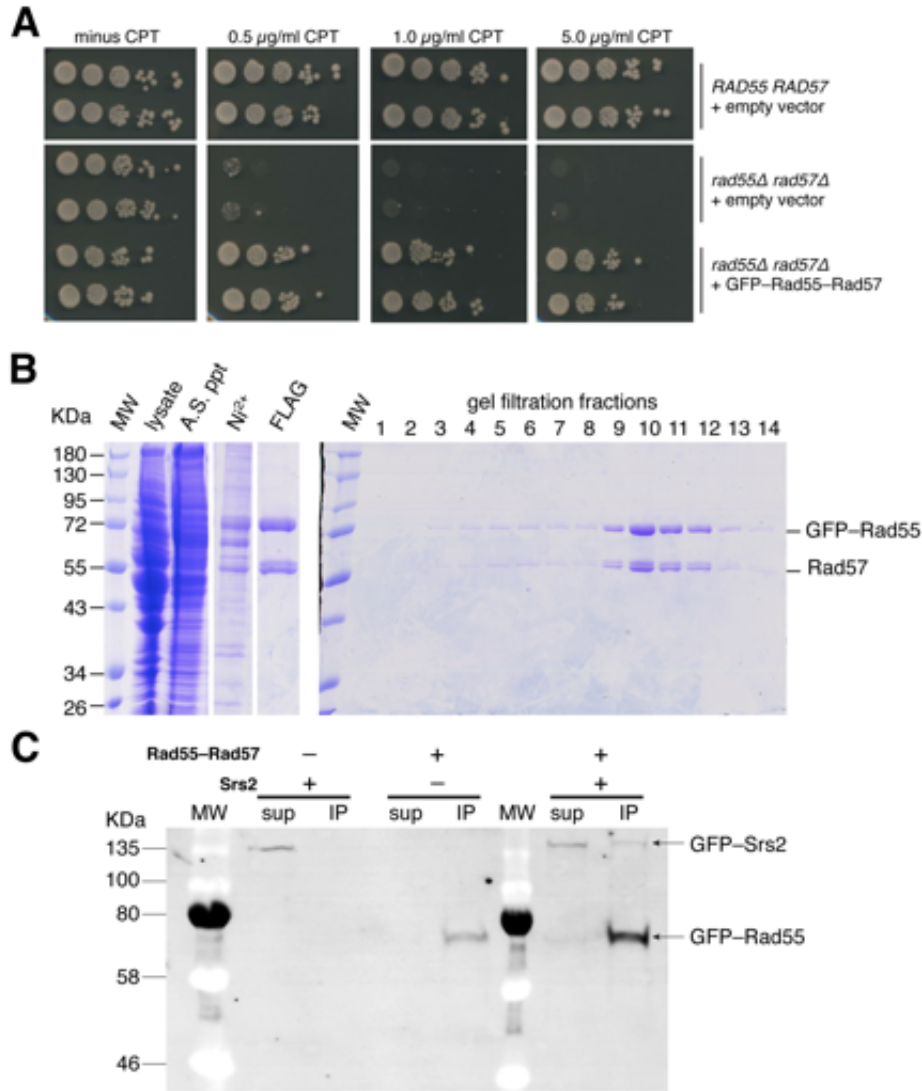 A
minus CPT
0.5 µg/ml CPT
1.0 µg/ml CPT
5.0 µg/ml CPT
RAD55 RAD57
+ empty vector
rad55Δ rad57Δ
+ empty vector
rad55Δ rad57Δ
+ GFP–Rad55–Rad57
B
KDa
MW
lysate
A.S. ppt
Ni²⁺
FLAG
MW
gel filtration fractions
1 2 3 4 5 6 7 8 9 10 11 12 13 14
180
130
95
72
55
43
34
26
GFP–Rad55
Rad57
C
Rad55–Rad57 – + +
Srs2 + – +
KDa
MW sup IP sup IP MW sup IP
135
100
80
58
46
GFP–Srs2
GFP–Rad55